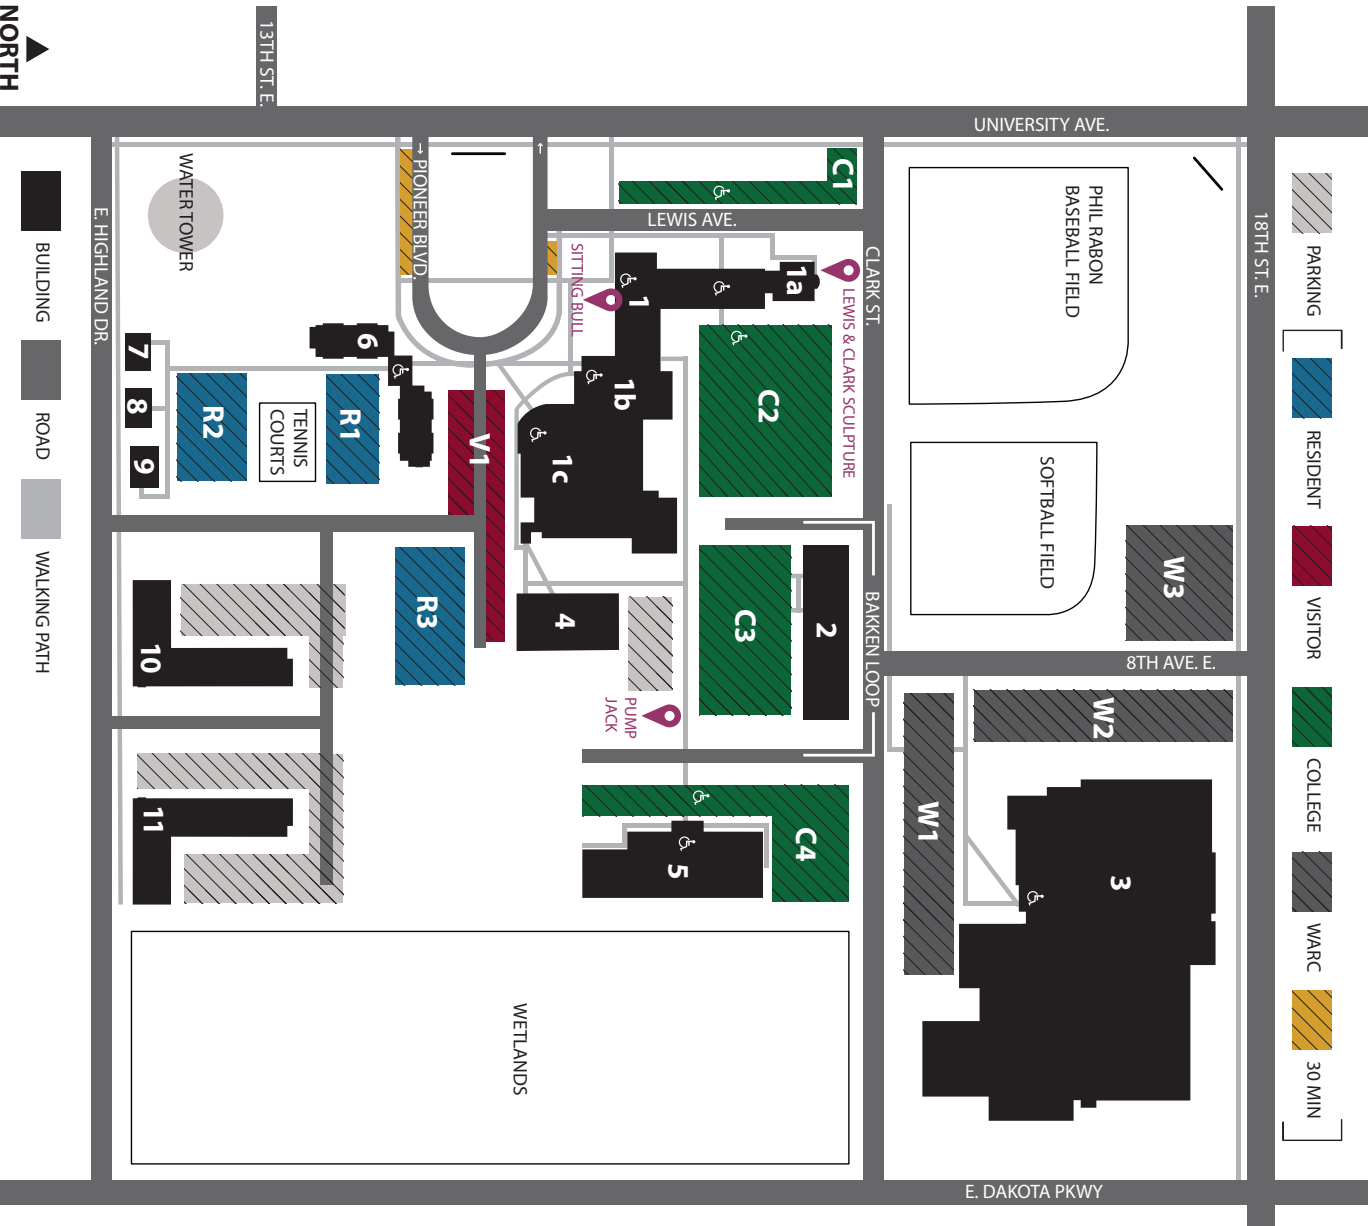 NORTH
13TH ST. E.
UNIVERSITY AVE.
18TH ST. E.
E. HIGHLAND DR.
WATER TOWER
→ PIONEER BLVD.
←
C1
LEWIS AVE.
CLARK ST.
PHIL RABON
BASEBALL FIELD
SITTING BULL
1
1a
LEWIS & CLARK SCULPTURE
1b
1c
C2
6
7
8
9
R2
TENNIS
COURTS
R1
V1
SOFTBALL FIELD
W3
10
R3
4
C3
2
BAKKEN LOOP
8TH AVE. E.
PUMP
JACK
W2
W1
11
5
C4
3
WETLANDS
E. DAKOTA PKWY
PARKING
RESIDENT
VISITOR
COLLEGE
WARC
30 MIN
BUILDING
ROAD
WALKING PATH